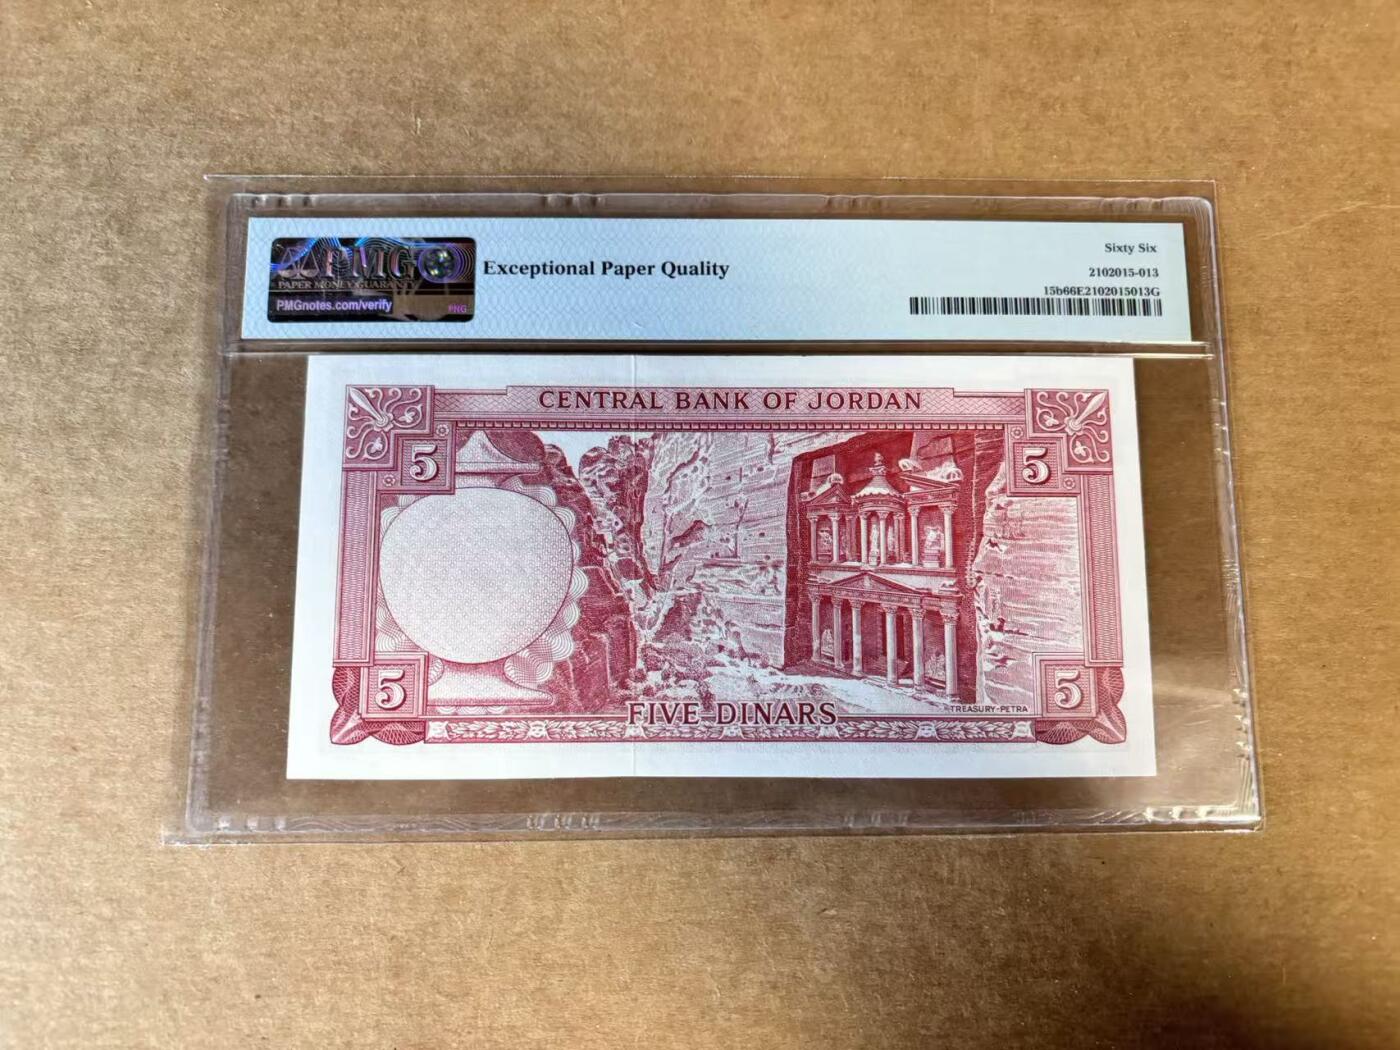 PMG
PAPER MONEY GUARANTY
PMGnotes.com/verify
PNG
Exceptional Paper Quality
Sixty Six
2102015-013
15b66E2102015013G
CENTRAL BANK OF JORDAN
5
5
5
5
FIVE DINARS
TREASURY-PETRA